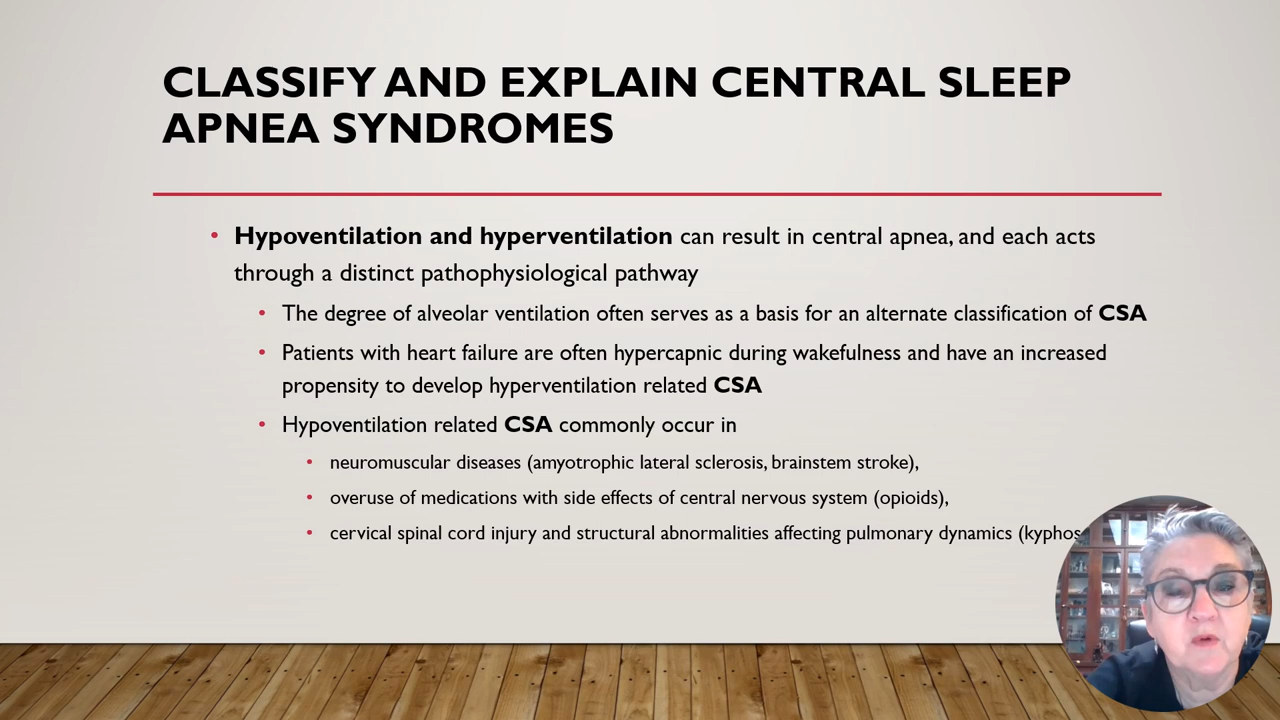 CLASSIFY AND EXPLAIN CENTRAL SLEEP
APNEA SYNDROMES
• Hypoventilation and hyperventilation can result in central apnea, and each acts
through a distinct pathophysiological pathway
• The degree of alveolar ventilation often serves as a basis for an alternate classification of CSA
• Patients with heart failure are often hypercapnic during wakefulness and have an increased
propensity to develop hyperventilation related CSA
• Hypoventilation related CSA commonly occur in
• neuromuscular diseases (amyotrophic lateral sclerosis, brainstem stroke),
• overuse of medications with side effects of central nervous system (opioids),
• cervical spinal cord injury and structural abnormalities affecting pulmonary dynamics